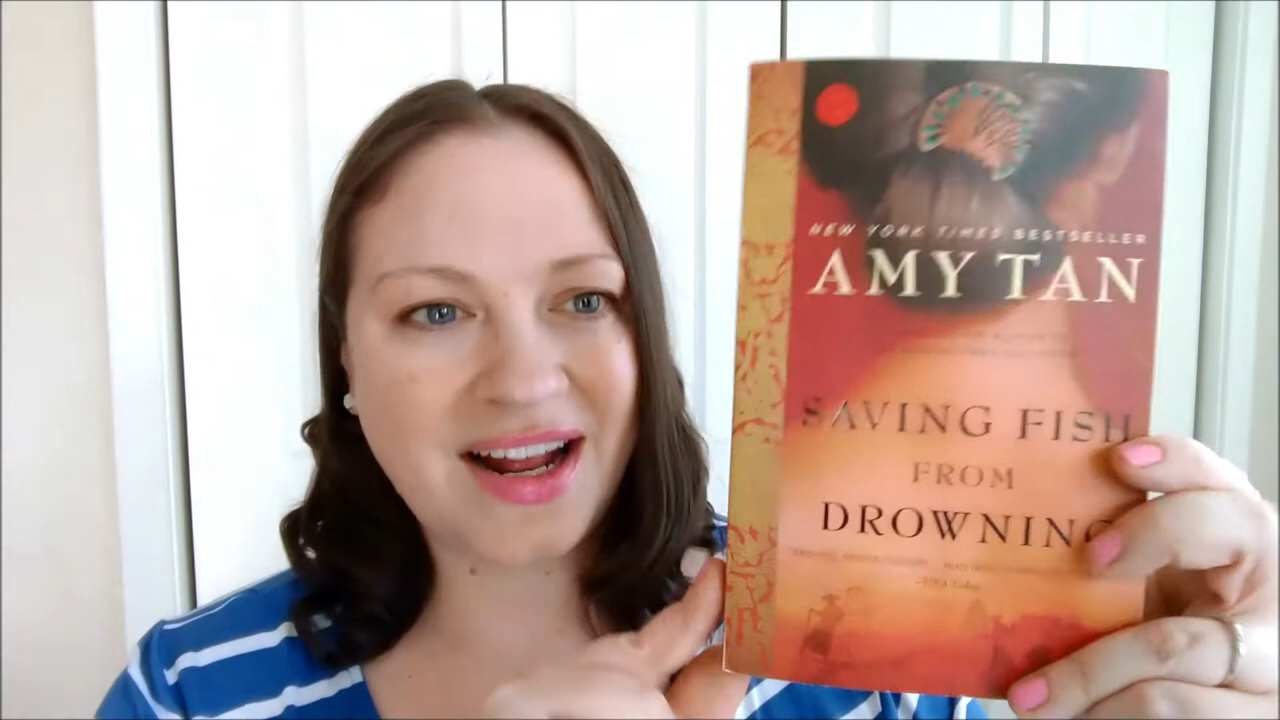 NEW YORK TIMES BESTSELLER
AMY TAN
SAVING FISH
FROM
DROWNING